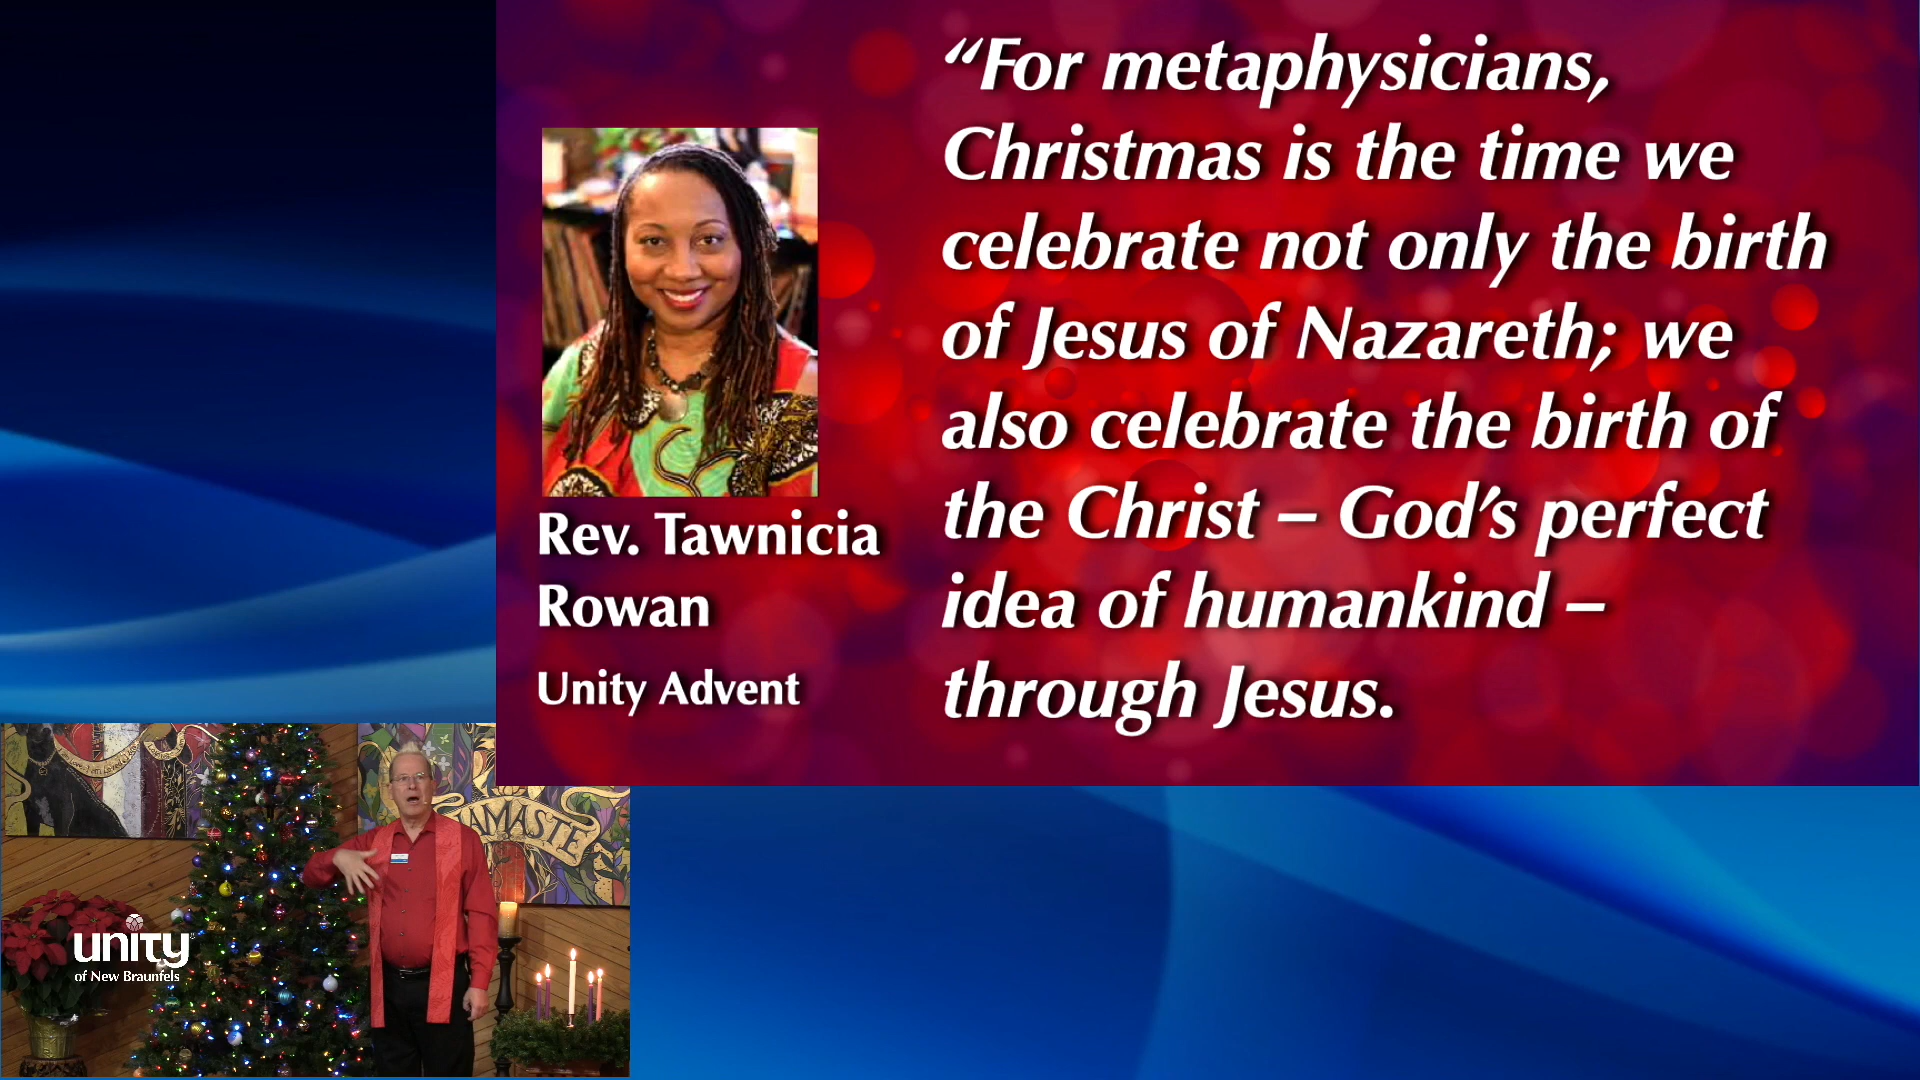 “For metaphysicians,
Christmas is the time we
celebrate not only the birth
of Jesus of Nazareth; we
also celebrate the birth of
the Christ – God’s perfect
idea of humankind –
through Jesus.
Rev. Tawnicia
Rowan
Unity Advent
NAMASTE
unity
of New Braunfels